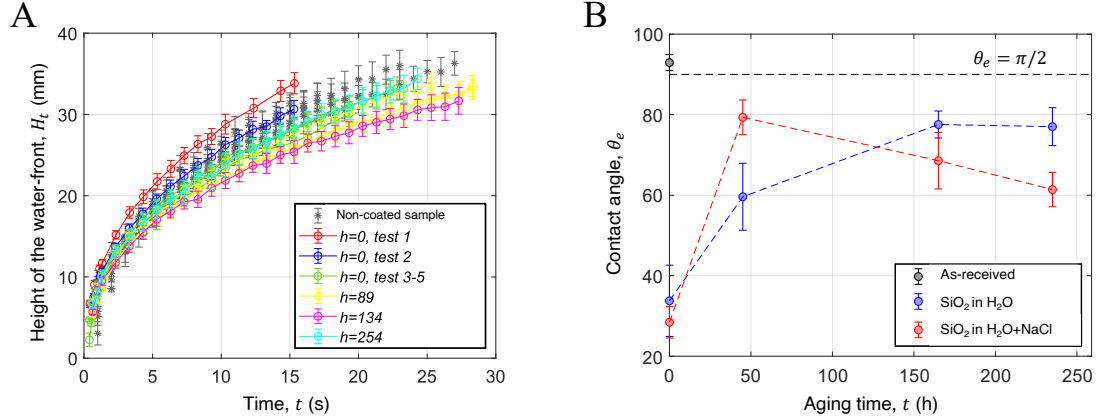 A
Height of the water-front, Hₜ (mm)
40
30
20
10
0
0
5
10
15
20
25
30
Time, t (s)
Non-coated sample
h=0, test 1
h=0, test 2
h=0, test 3-5
h=89
h=134
h=254
B
Contact angle, θₑ
100
80
60
40
20
0
50
100
150
200
250
Aging time, t (h)
θₑ = π/2
As-received
SiO₂ in H₂O
SiO₂ in H₂O+NaCl